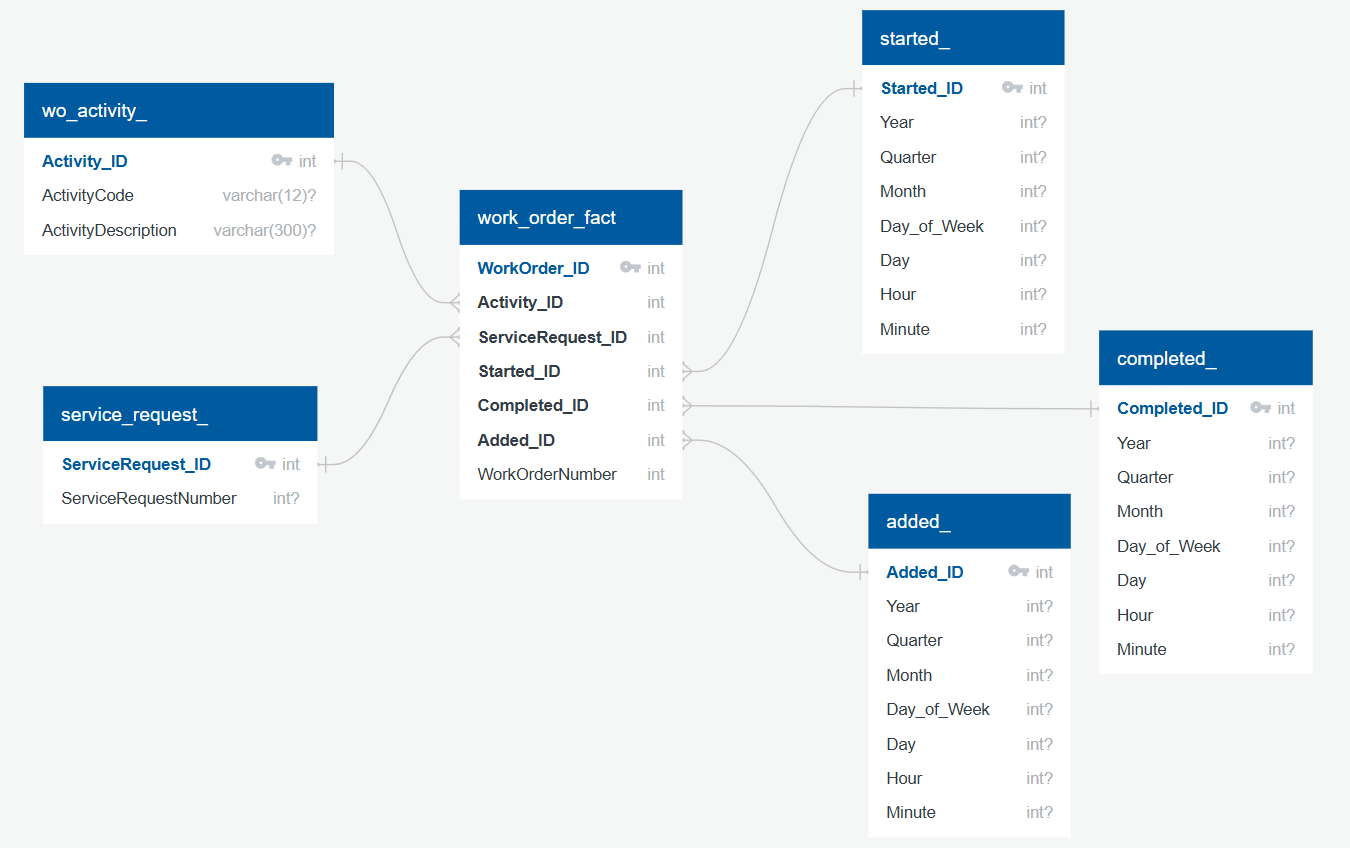 wo_activity_
Activity_ID int
ActivityCode varchar(12)?
ActivityDescription varchar(300)?
service_request_
ServiceRequest_ID int
ServiceRequestNumber int?
work_order_fact
WorkOrder_ID int
Activity_ID int
ServiceRequest_ID int
Started_ID int
Completed_ID int
Added_ID int
WorkOrderNumber int
started_
Started_ID int
Year int?
Quarter int?
Month int?
Day_of_Week int?
Day int?
Hour int?
Minute int?
completed_
Completed_ID int
Year int?
Quarter int?
Month int?
Day_of_Week int?
Day int?
Hour int?
Minute int?
added_
Added_ID int
Year int?
Quarter int?
Month int?
Day_of_Week int?
Day int?
Hour int?
Minute int?